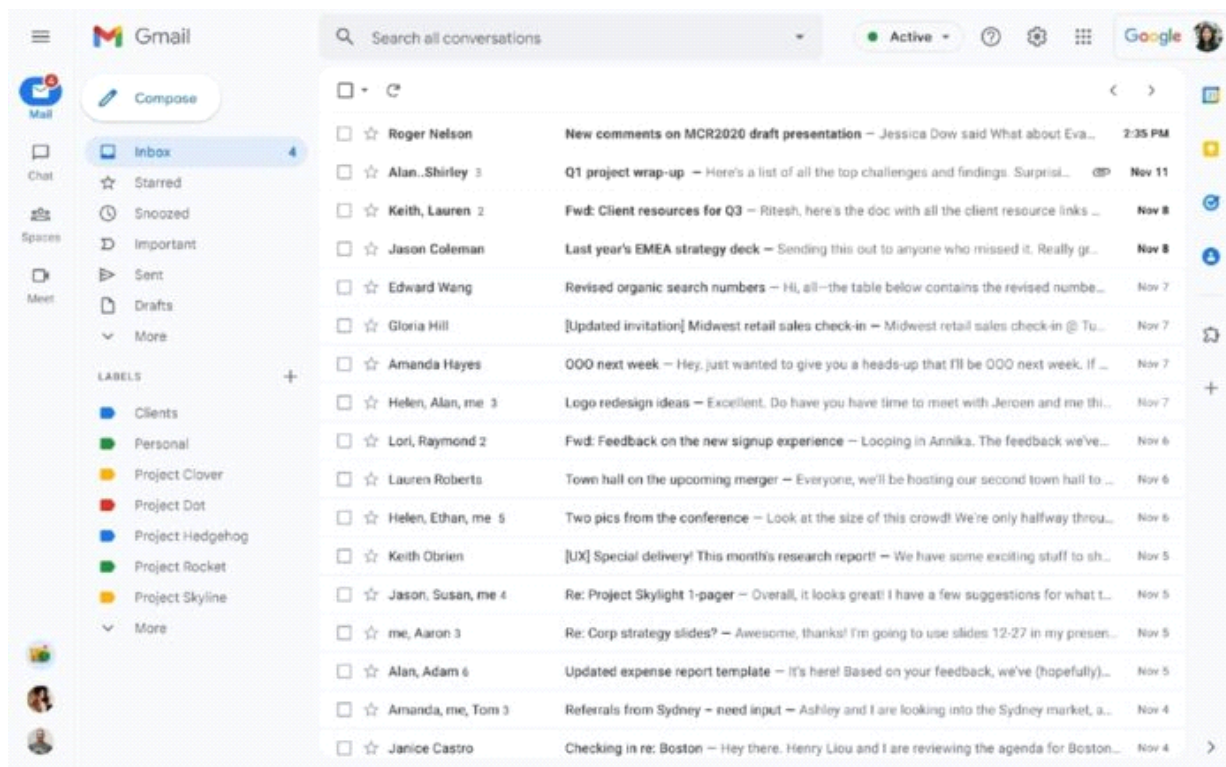 Gmail
Search all conversations
Active
Google
4
Mail
Compose
Chat
Spaces
Meet
Inbox 4
Starred
Snoozed
Important
Sent
Drafts
More
LABELS
Clients
Personal
Project Clover
Project Dot
Project Hedgehog
Project Rocket
Project Skyline
More
Roger Nelson New comments on MCR2020 draft presentation — Jessica Dow said What about Eva... 2:35 PM
Alan..Shirley 3 Q1 project wrap-up — Here's a list of all the top challenges and findings. Surprisi... Nov 11
Keith, Lauren 2 Fwd: Client resources for Q3 — Ritesh, here's the doc with all the client resource links ... Nov 8
Jason Coleman Last year's EMEA strategy deck — Sending this out to anyone who missed it. Really gr... Nov 8
Edward Wang Revised organic search numbers — Hi, all—the table below contains the revised numbe... Nov 7
Gloria Hill [Updated invitation] Midwest retail sales check-in — Midwest retail sales check-in @ Tu... Nov 7
Amanda Hayes OOO next week — Hey, just wanted to give you a heads-up that I'll be OOO next week. If ... Nov 7
Helen, Alan, me 3 Logo redesign ideas — Excellent. Do have you have time to meet with Jeroen and me thi... Nov 7
Lori, Raymond 2 Fwd: Feedback on the new signup experience — Looping in Annika. The feedback we've... Nov 6
Lauren Roberts Town hall on the upcoming merger — Everyone, we'll be hosting our second town hall to ... Nov 6
Helen, Ethan, me 5 Two pics from the conference — Look at the size of this crowd! We're only halfway throu... Nov 6
Keith Obrien [UX] Special delivery! This month's research report! — We have some exciting stuff to sh... Nov 5
Jason, Susan, me 4 Re: Project Skylight 1-pager — Overall, it looks great! I have a few suggestions for what t... Nov 5
me, Aaron 3 Re: Corp strategy slides? — Awesome, thanks! I'm going to use slides 12-27 in my presen... Nov 5
Alan, Adam 6 Updated expense report template — It's here! Based on your feedback, we've (hopefully)... Nov 5
Amanda, me, Tom 3 Referrals from Sydney – need input — Ashley and I are looking into the Sydney market, a... Nov 4
Janice Castro Checking in re: Boston — Hey there. Henry Liou and I are reviewing the agenda for Boston... Nov 4